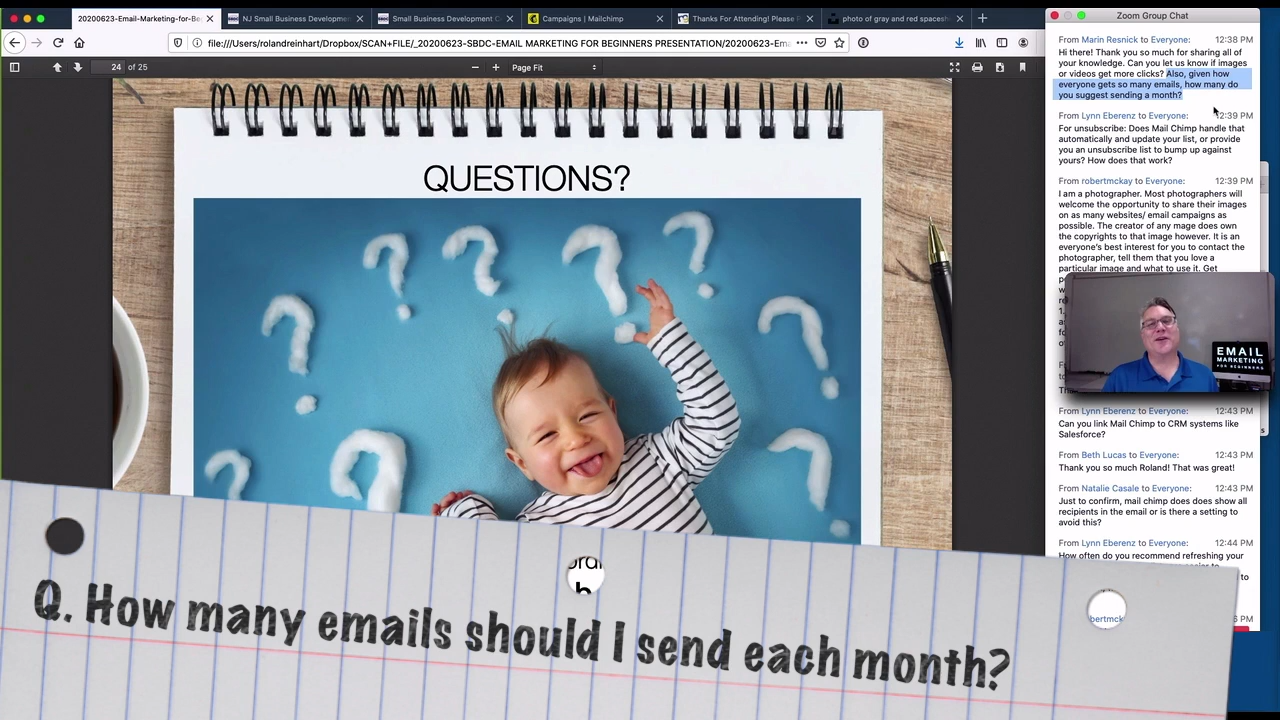 20200623-Email-Marketing-for-Be
NJ Small Business Developmen
Small Business Development C
Campaigns | Mailchimp
Thanks For Attending! Please F
photo of gray and red spacesh
file:///Users/rolandreinhart/Dropbox/SCAN+FILE/_20200623-SBDC-EMAIL MARKETING FOR BEGINNERS PRESENTATION/20200623-Em
24 of 25
Page Fit
QUESTIONS?
Zoom Group Chat
From Marin Resnick to Everyone: 12:38 PM
Hi there! Thank you so much for sharing all of
your knowledge. Can you let us know if images
or videos get more clicks? Also, given how
everyone gets so many emails, how many do
you suggest sending a month?
From Lynn Eberenz to Everyone: 12:39 PM
For unsubscribe: Does Mail Chimp handle that
automatically and update your list, or provide
you an unsubscribe list to bump up against
yours? How does that work?
From robertmckay to Everyone: 12:39 PM
I am a photographer. Most photographers will
welcome the opportunity to share their images
on as many websites/ email campaigns as
possible. The creator of any mage does own
the copyrights to that image however. It is an
everyone's best interest for you to contact the
photographer, tell them that you love a
particular image and what to use it. Get
EMAIL
MARKETING
FOR BEGINNERS
From Lynn Eberenz to Everyone: 12:43 PM
Can you link Mail Chimp to CRM systems like
Salesforce?
From Beth Lucas to Everyone: 12:43 PM
Thank you so much Roland! That was great!
From Natalie Casale to Everyone: 12:43 PM
Just to confirm, mail chimp does does show all
recipients in the email or is there a setting to
avoid this?
From Lynn Eberenz to Everyone: 12:44 PM
How often do you recommend refreshing your
to
bertmck
Q. How many emails should I send each month?